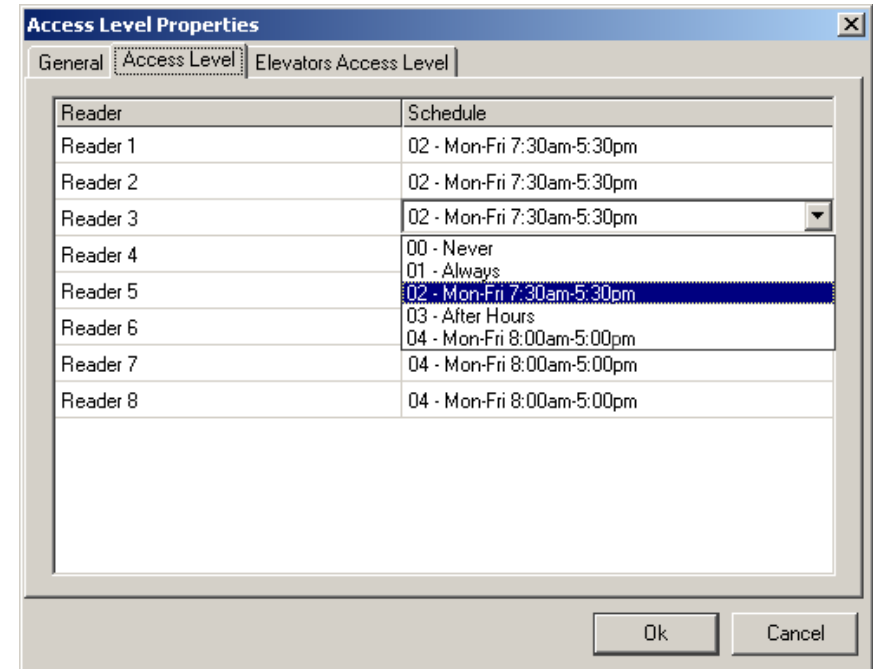 Access Level Properties
General Access Level Elevators Access Level
Reader Schedule
Reader 1 02 - Mon-Fri 7:30am-5:30pm
Reader 2 02 - Mon-Fri 7:30am-5:30pm
Reader 3 02 - Mon-Fri 7:30am-5:30pm
Reader 4 00 - Never
01 - Always
Reader 5 02 - Mon-Fri 7:30am-5:30pm
Reader 6 03 - After Hours
04 - Mon-Fri 8:00am-5:00pm
Reader 7 04 - Mon-Fri 8:00am-5:00pm
Reader 8 04 - Mon-Fri 8:00am-5:00pm
Ok Cancel